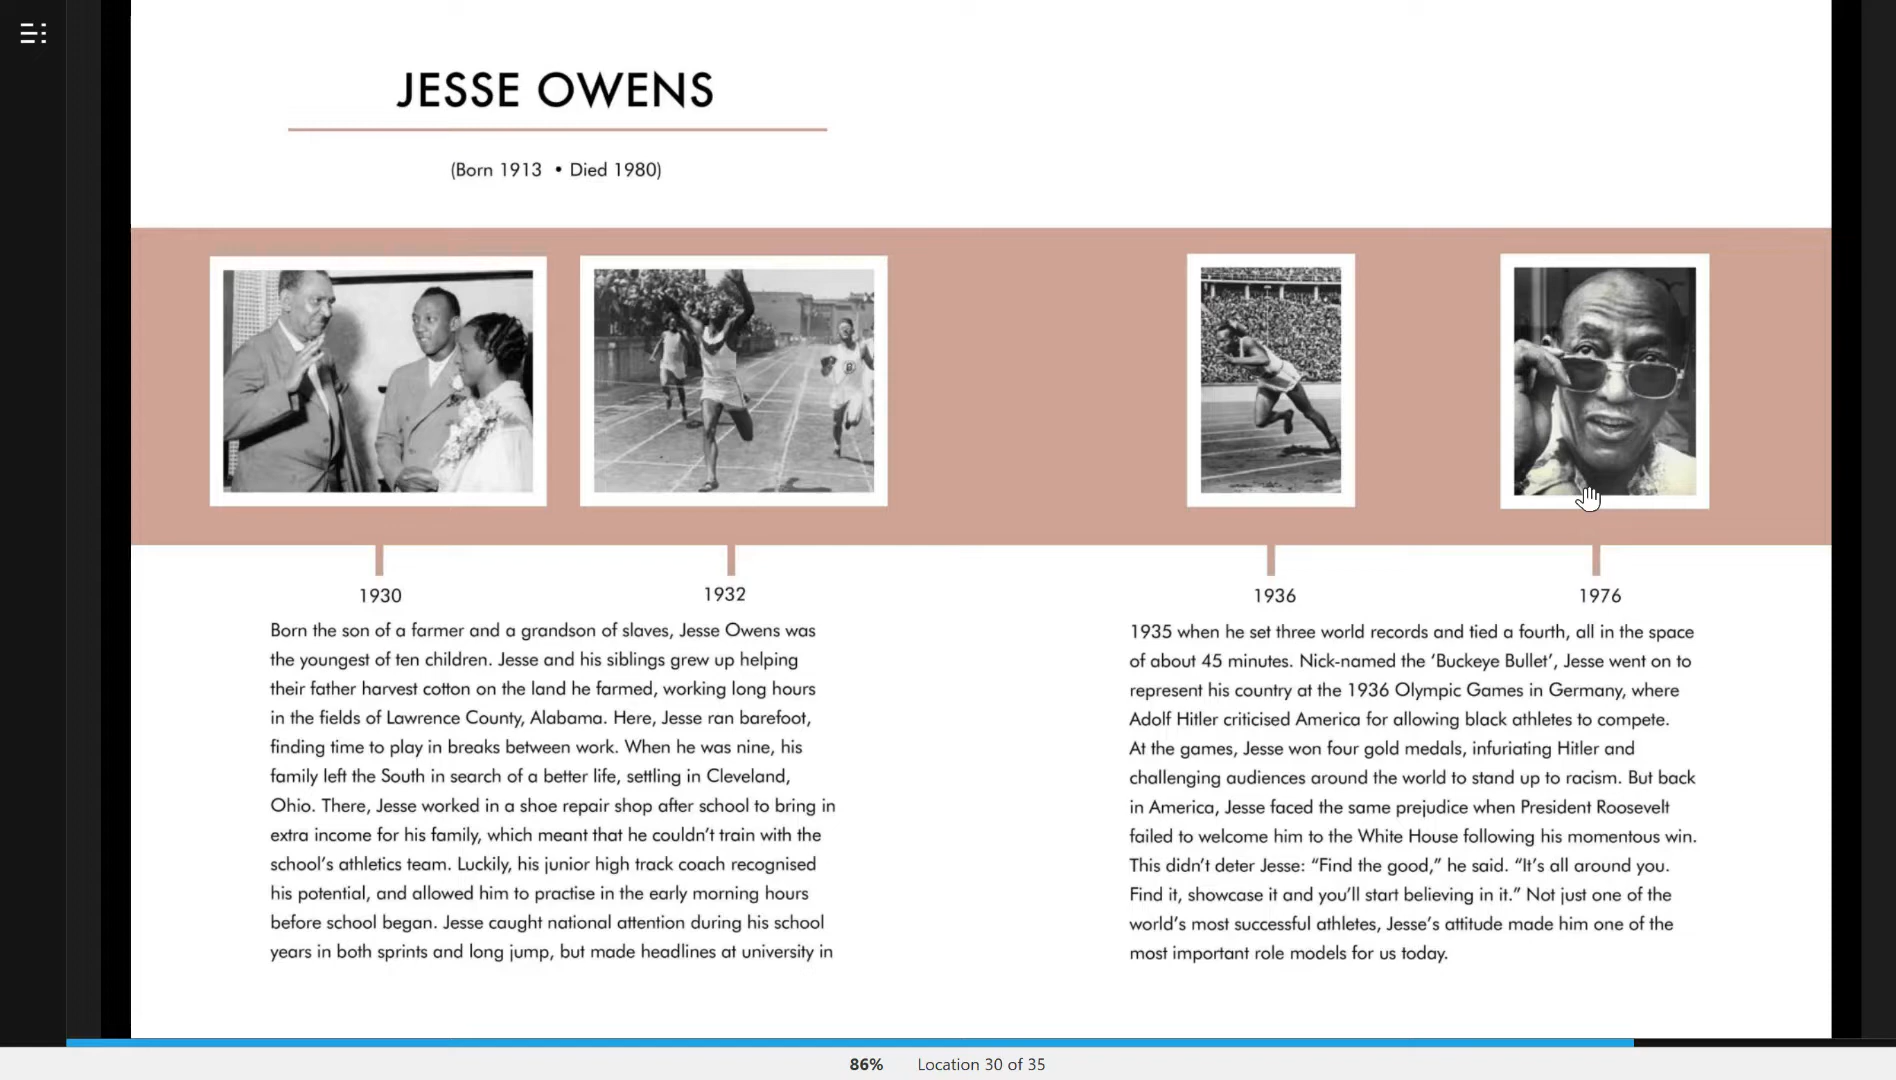 JESSE OWENS
(Born 1913 • Died 1980)
1930
1932
Born the son of a farmer and a grandson of slaves, Jesse Owens was
the youngest of ten children. Jesse and his siblings grew up helping
their father harvest cotton on the land he farmed, working long hours
in the fields of Lawrence County, Alabama. Here, Jesse ran barefoot,
finding time to play in breaks between work. When he was nine, his
family left the South in search of a better life, settling in Cleveland,
Ohio. There, Jesse worked in a shoe repair shop after school to bring in
extra income for his family, which meant that he couldn’t train with the
school’s athletics team. Luckily, his junior high track coach recognised
his potential, and allowed him to practise in the early morning hours
before school began. Jesse caught national attention during his school
years in both sprints and long jump, but made headlines at university in
1936
1976
1935 when he set three world records and tied a fourth, all in the space
of about 45 minutes. Nick-named the ‘Buckeye Bullet’, Jesse went on to
represent his country at the 1936 Olympic Games in Germany, where
Adolf Hitler criticised America for allowing black athletes to compete.
At the games, Jesse won four gold medals, infuriating Hitler and
challenging audiences around the world to stand up to racism. But back
in America, Jesse faced the same prejudice when President Roosevelt
failed to welcome him to the White House following his momentous win.
This didn’t deter Jesse: “Find the good,” he said. “It’s all around you.
Find it, showcase it and you’ll start believing in it.” Not just one of the
world’s most successful athletes, Jesse’s attitude made him one of the
most important role models for us today.
86% Location 30 of 35